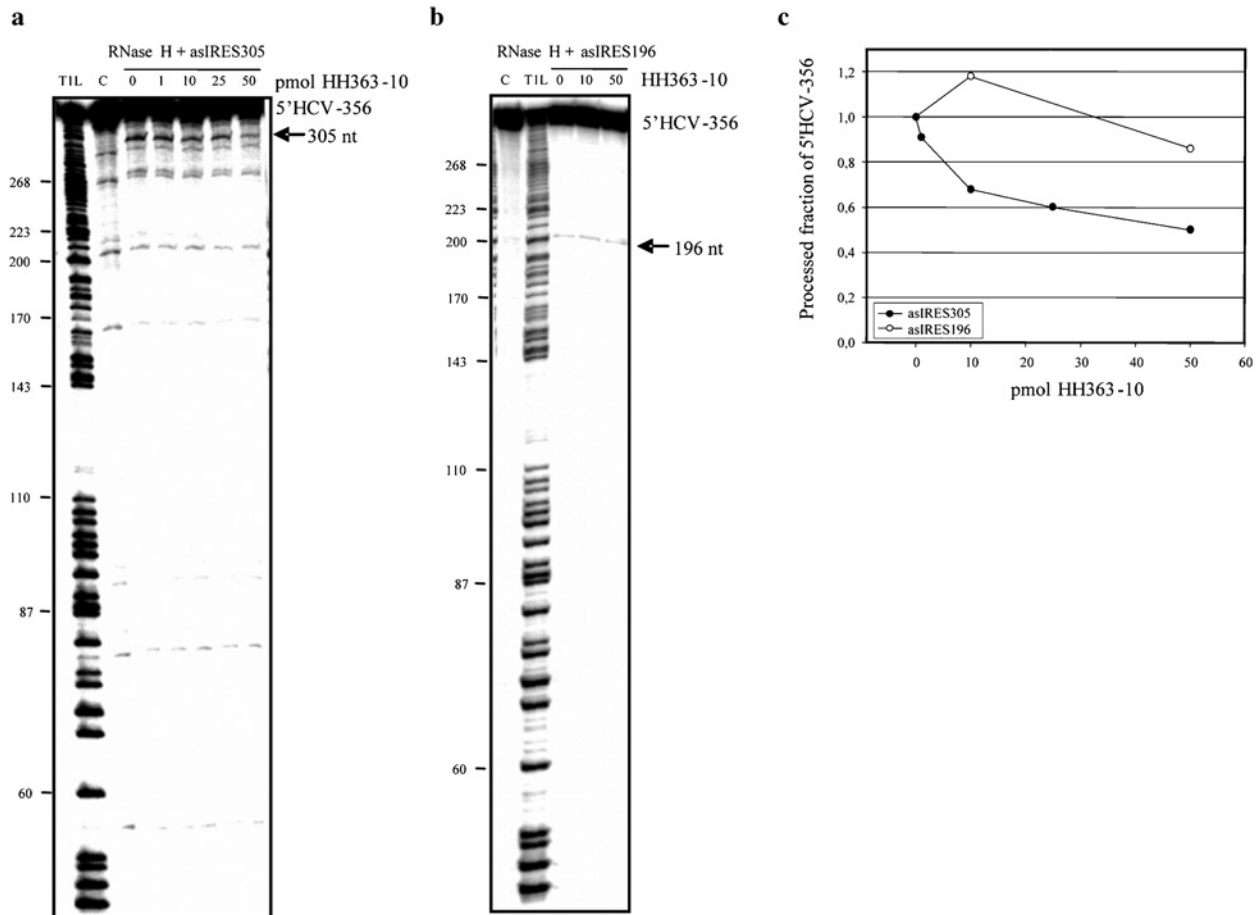 a
RNase H + asIRES305
T1L C 0 1 10 25 50 pmol HH363-10
5'HCV-356
305 nt
268
223
200
170
143
110
87
60
b
RNase H + asIRES196
C T1L 0 10 50 HH363-10
5'HCV-356
268
223
200
196 nt
170
143
110
87
60
c
Processed fraction of 5'HCV-356
1,2
1,0
0,8
0,6
0,4
0,2
0,0
asIRES305
asIRES196
0 10 20 30 40 50 60
pmol HH363-10